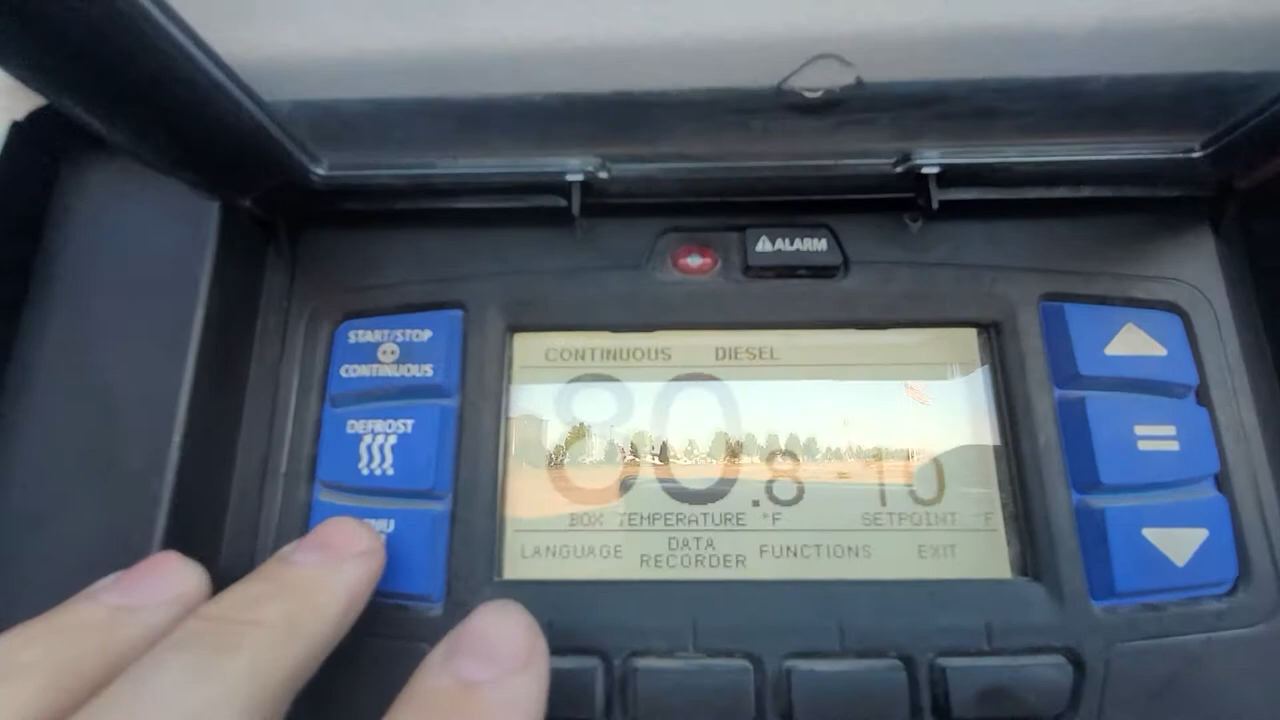 ⚠ALARM
START/STOP
CONTINUOUS
DEFROST
CONTINUOUS DIESEL
80.8 -10
BOX TEMPERATURE °F SETPOINT °F
LANGUAGE DATA RECORDER FUNCTIONS EXIT
=